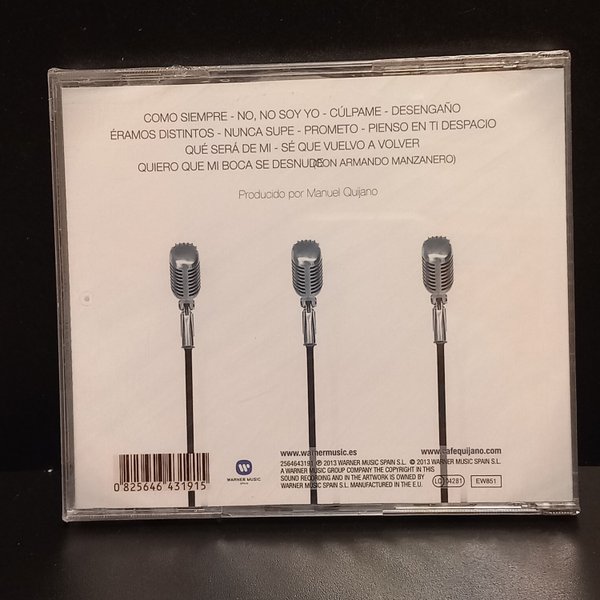 COMO SIEMPRE - NO, NO SOY YO - CÚLPAME - DESENGAÑO
ÉRAMOS DISTINTOS - NUNCA SUPE - PROMETO - PIENSO EN TI DESPACIO
QUÉ SERÁ DE MI - SÉ QUE VUELVO A VOLVER
QUIERO QUE MI BOCA SE DESNUDE (CON ARMANDO MANZANERO)
Producido por Manuel Quijano
0 825646 431915
WARNER MUSIC
www.warnermusic.es
www.cafequijano.com
2564643191 ℗ 2013 WARNER MUSIC SPAIN S.L. © 2013 WARNER MUSIC SPAIN S.L.
A WARNER MUSIC GROUP COMPANY THE COPYRIGHT IN THIS
SOUND RECORDING AND IN THE ARTWORK IS OWNED BY
WARNER MUSIC SPAIN S.L. MANUFACTURED IN THE E.U.
LC 04281
EW851